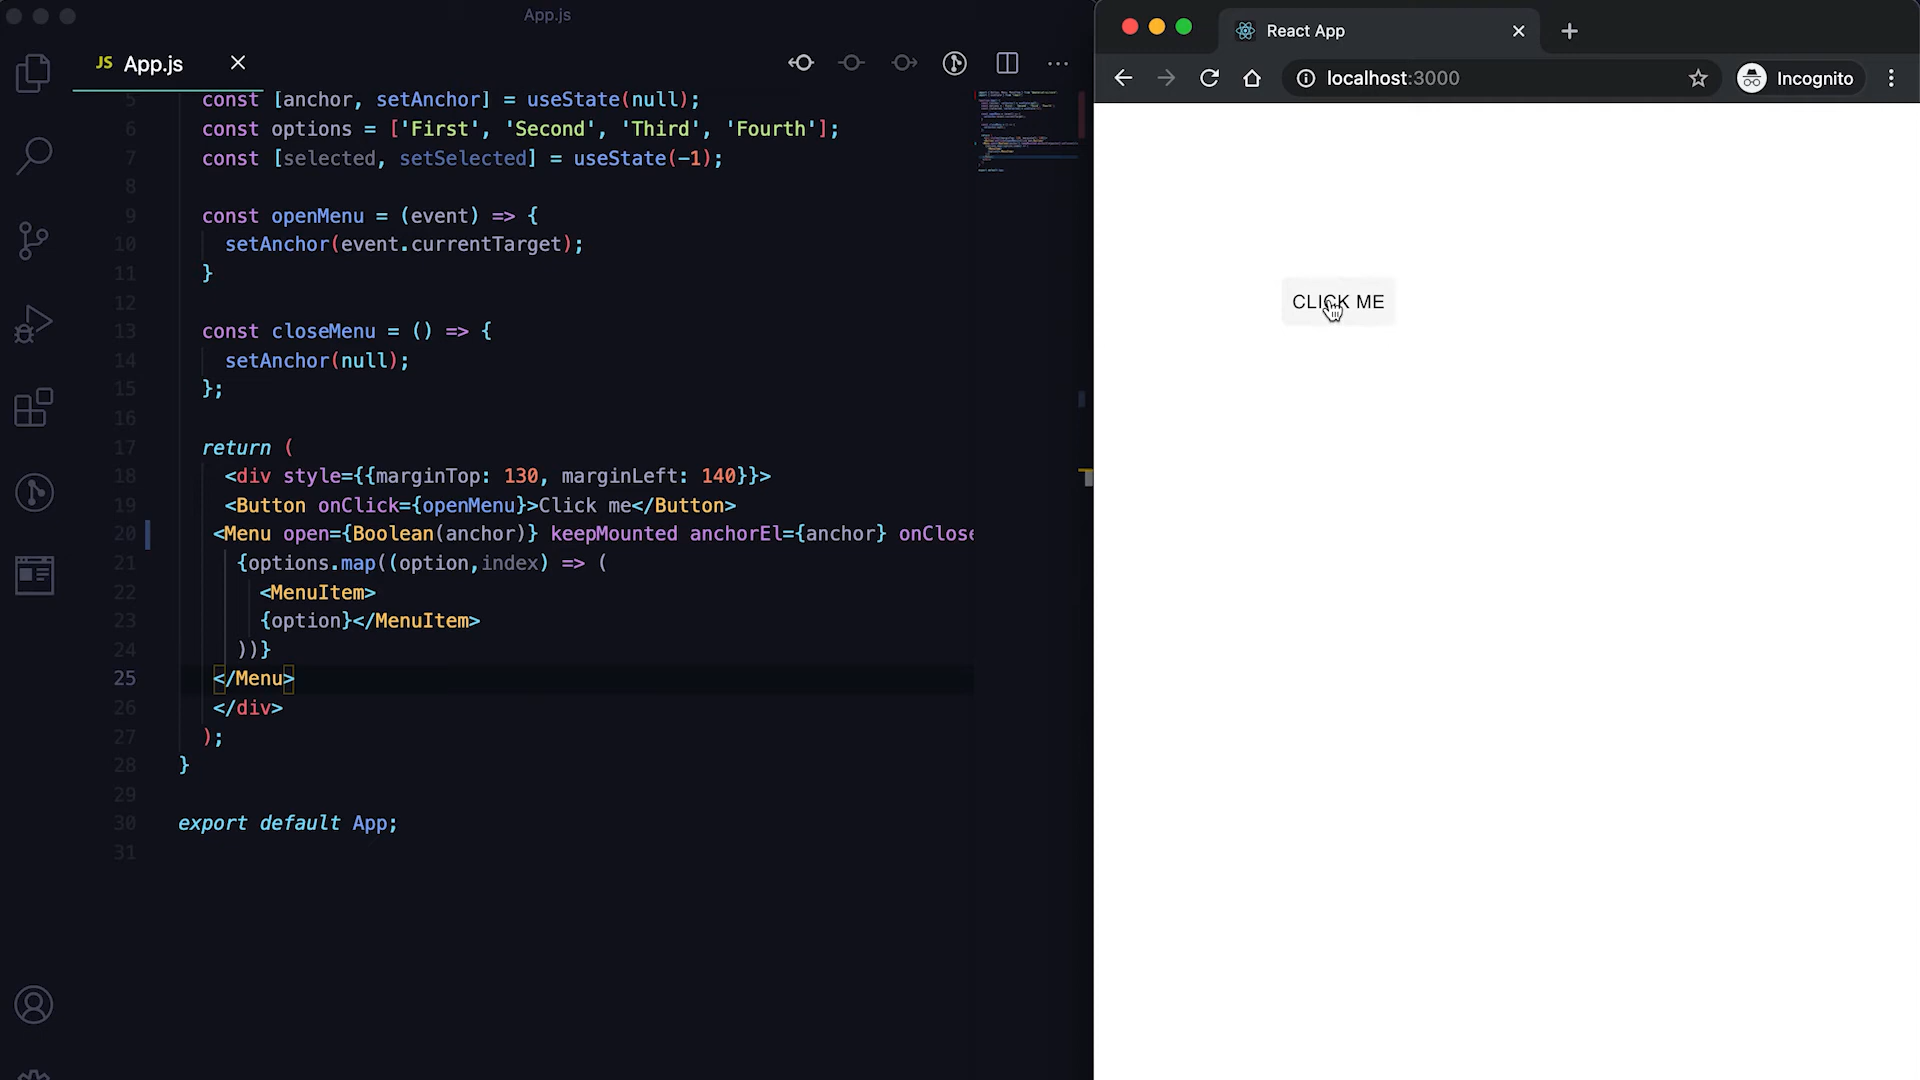 App.js
JS App.js
5 const [anchor, setAnchor] = useState(null);
6 const options = ['First', 'Second', 'Third', 'Fourth'];
7 const [selected, setSelected] = useState(-1);
8
9 const openMenu = (event) => {
10 setAnchor(event.currentTarget);
11 }
12
13 const closeMenu = () => {
14 setAnchor(null);
15 };
16
17 return (
18 <div style={{marginTop: 130, marginLeft: 140}}>
19 <Button onClick={openMenu}>Click me</Button>
20 <Menu open={Boolean(anchor)} keepMounted anchorEl={anchor} onClose
21 {options.map((option,index) => (
22 <MenuItem>
23 {option}</MenuItem>
24 ))}
25 </Menu>
26 </div>
27 );
28 }
29
30 export default App;
31
React App
localhost:3000
Incognito
CLICK ME